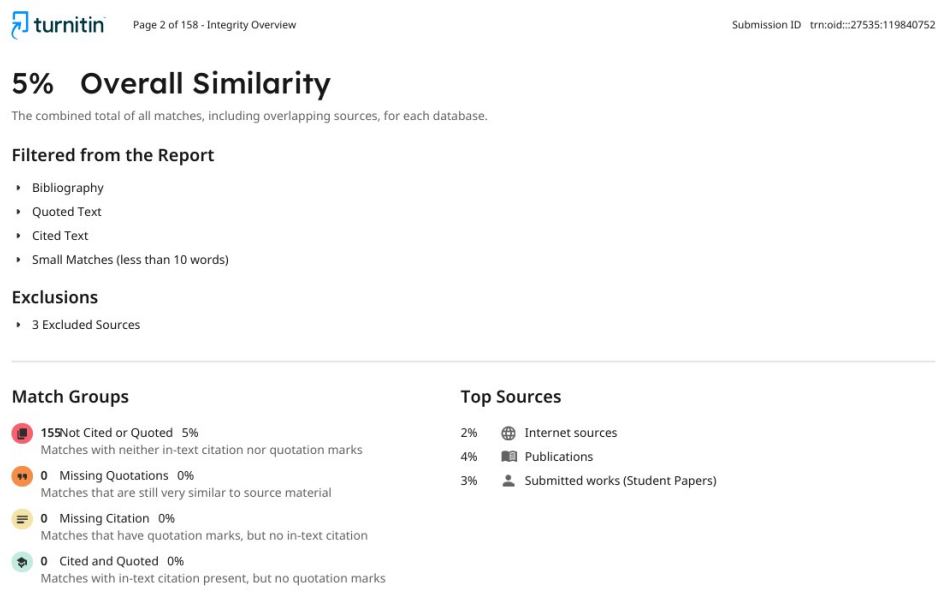 turnitin
Page 2 of 158 - Integrity Overview
Submission ID trn:oid:::27535:119840752
5% Overall Similarity
The combined total of all matches, including overlapping sources, for each database.
Filtered from the Report
Bibliography
Quoted Text
Cited Text
Small Matches (less than 10 words)
Exclusions
3 Excluded Sources
Match Groups
155Not Cited or Quoted 5%
Matches with neither in-text citation nor quotation marks
0 Missing Quotations 0%
Matches that are still very similar to source material
0 Missing Citation 0%
Matches that have quotation marks, but no in-text citation
0 Cited and Quoted 0%
Matches with in-text citation present, but no quotation marks
Top Sources
2% Internet sources
4% Publications
3% Submitted works (Student Papers)